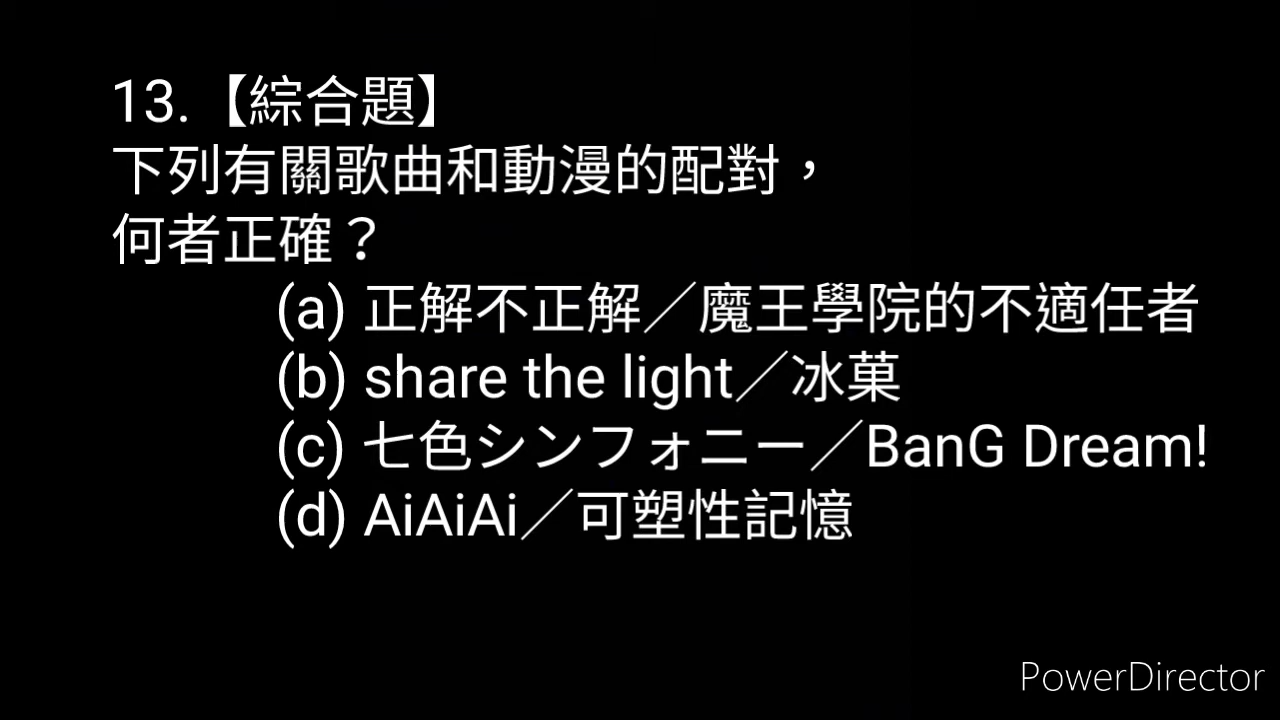 13.【綜合題】
下列有關歌曲和動漫的配對，
何者正確？
(a) 正解不正解／魔王學院的不適任者
(b) share the light／冰菓
(c) 七色シンフォニー／BanG Dream!
(d) AiAiAi／可塑性記憶
PowerDirector